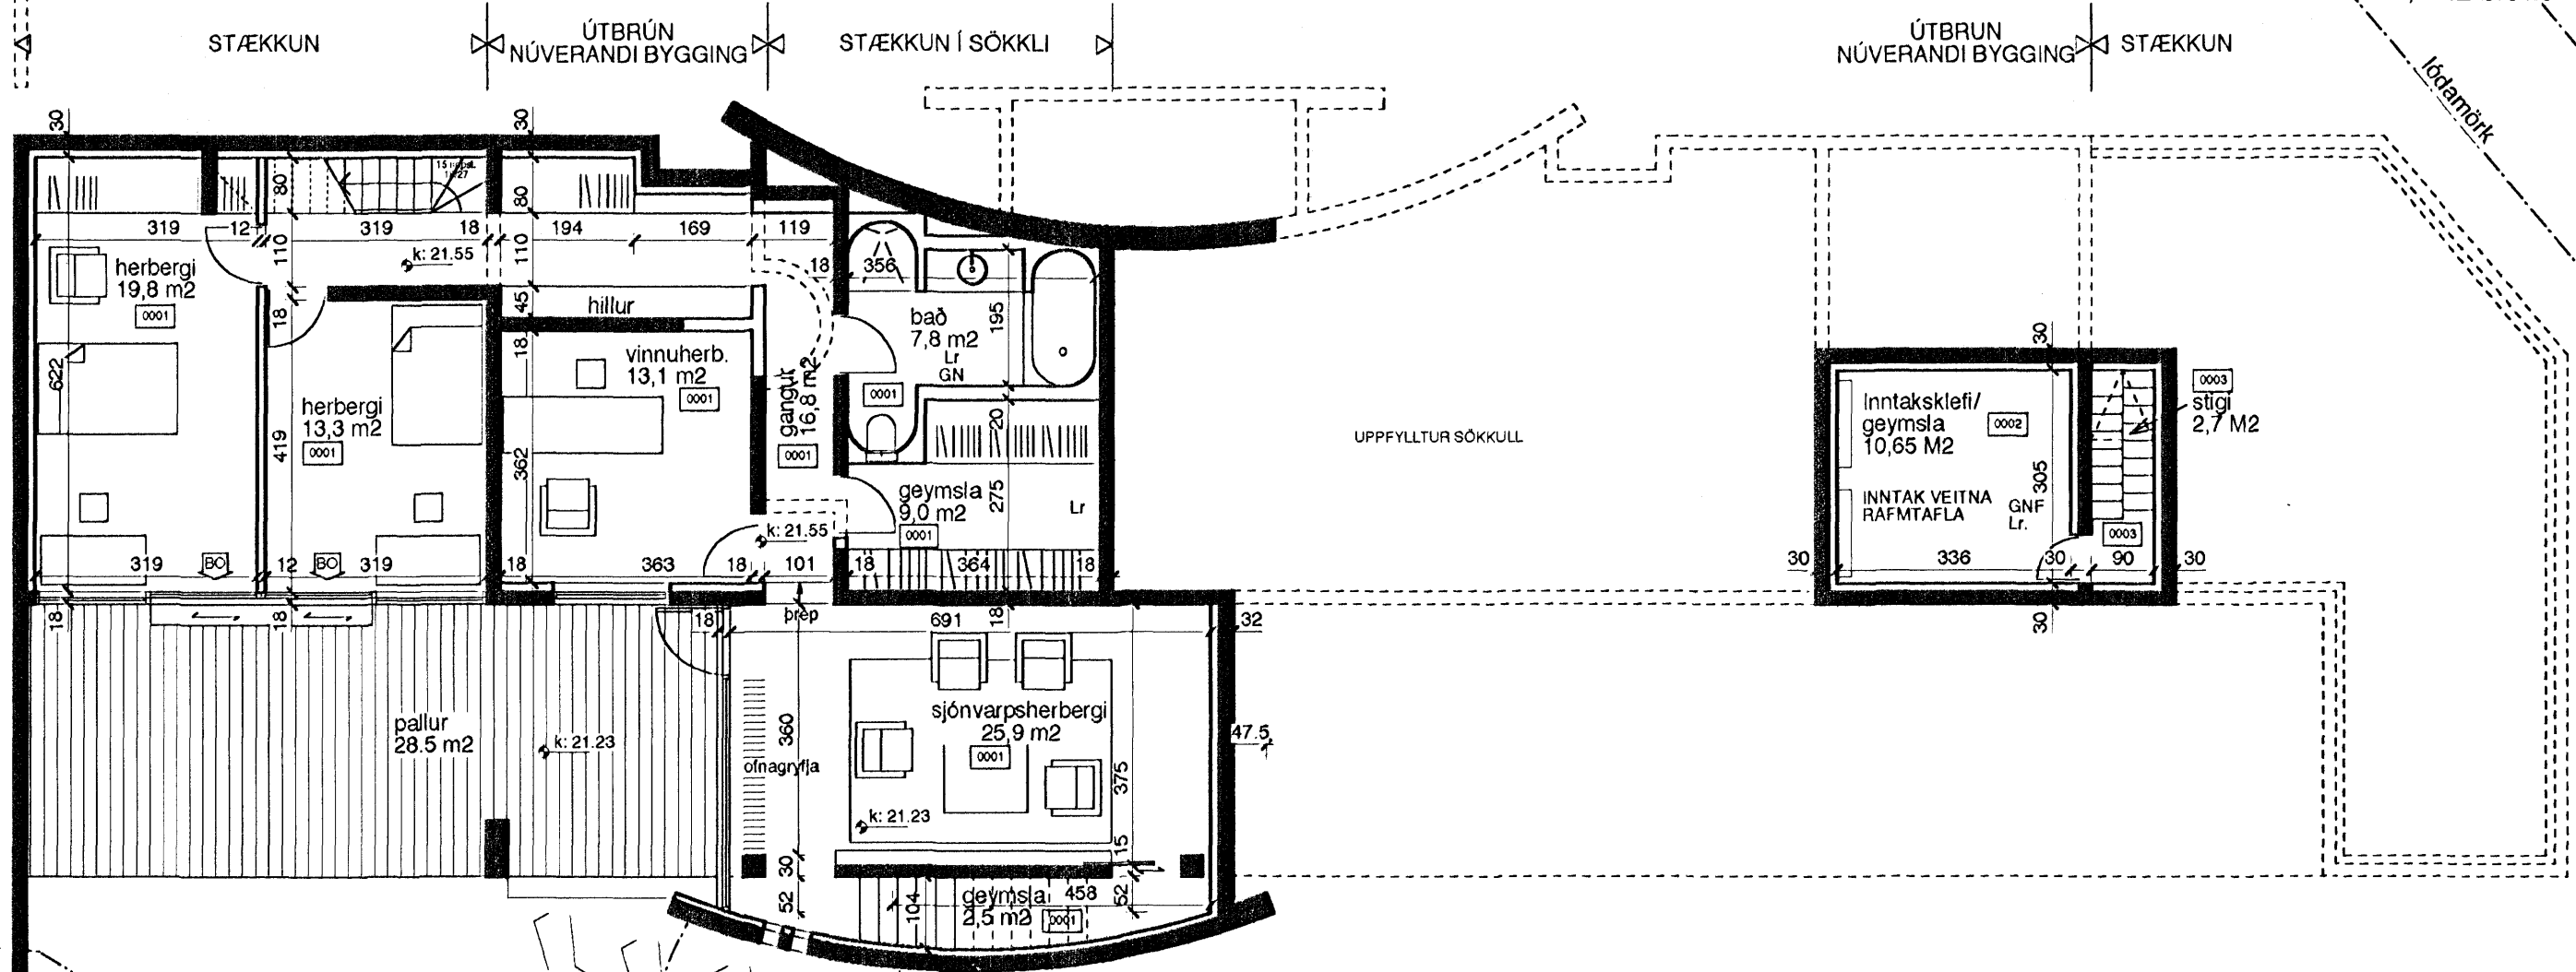 STÆKKUN
ÚTBRÚN
NÚVERANDI BYGGING
STÆKKUN Í SÖKKLI
ÚTBRUN
NÚVERANDI BYGGING
STÆKKUN
lódamörk
30
30
80
80
319
12
319
18
194
169
119
110
110
k: 21.55
18
356
herbergi
19,8 m2
0001
18
45
hillur
bað
7,8 m2
Lr
GN
0001
195
622
herbergi
13,3 m2
0001
419
18
vinnuherb.
13,1 m2
0001
362
gangur
16,8 m2
0001
20
geymsla
9,0 m2
0001
275
Lr
k: 21.55
BO
BO
319
12
319
18
363
18
101
18
364
18
UPPFYLLTUR SÖKKULL
30
Inntaksklefi/
geymsla
10,65 M2
0002
305
INNTAK VEITNA
RAFMTAFLA
GNF
Lr.
0003
stigi
2,7 M2
0003
30
336
30
90
30
30
18
18
18
þrep
691
18
32
pallur
28.5 m2
k: 21.23
360
ofnagryfja
sjónvarpsherbergi
25,9 m2
0001
k: 21.23
375
47.5
15
30
52
104
geymsla
2,5 m2
0001
458
52